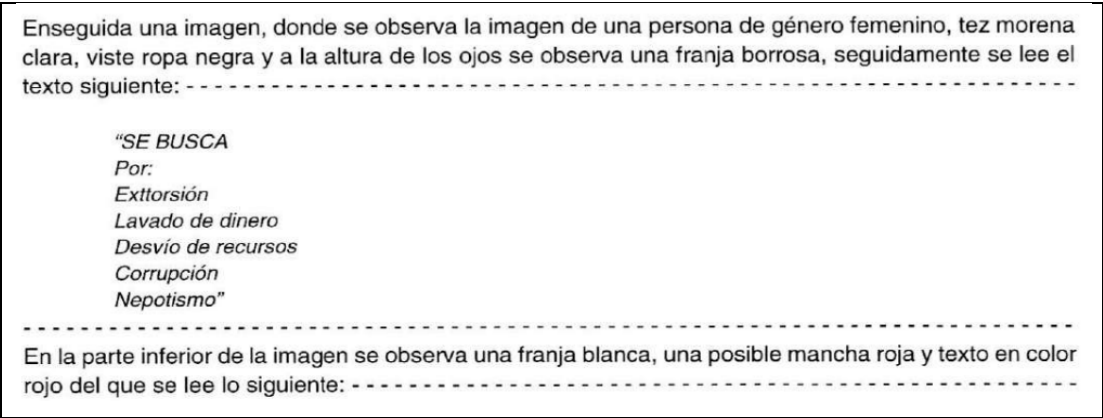 Enseguida una imagen, donde se observa la imagen de una persona de género femenino, tez morena
clara, viste ropa negra y a la altura de los ojos se observa una franja borrosa, seguidamente se lee el
texto siguiente: - - - - - - - - - - - - - - - - - - - - - - - - - - - - - - - - - - - - - - - - - - - - - - - - - - - - - - - - - - - - - - -
“SE BUSCA
Por:
Exttorsión
Lavado de dinero
Desvío de recursos
Corrupción
Nepotismo”
- - - - - - - - - - - - - - - - - - - - - - - - - - - - - - - - - - - - - - - - - - - - - - - - - - - - - - - - - - - - - - - - - - - - - - - - - - -
En la parte inferior de la imagen se observa una franja blanca, una posible mancha roja y texto en color
rojo del que se lee lo siguiente: - - - - - - - - - - - - - - - - - - - - - - - - - - - - - - - - - - - - - - - - - - - - - - - - - - - -